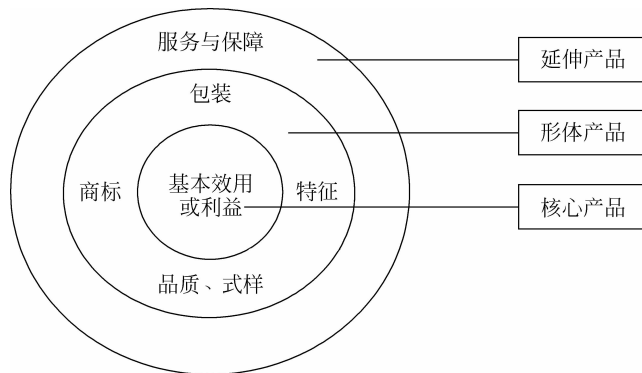 服务与保障
延伸产品
包装
形体产品
商标
基本效用
或利益
特征
核心产品
品质、式样